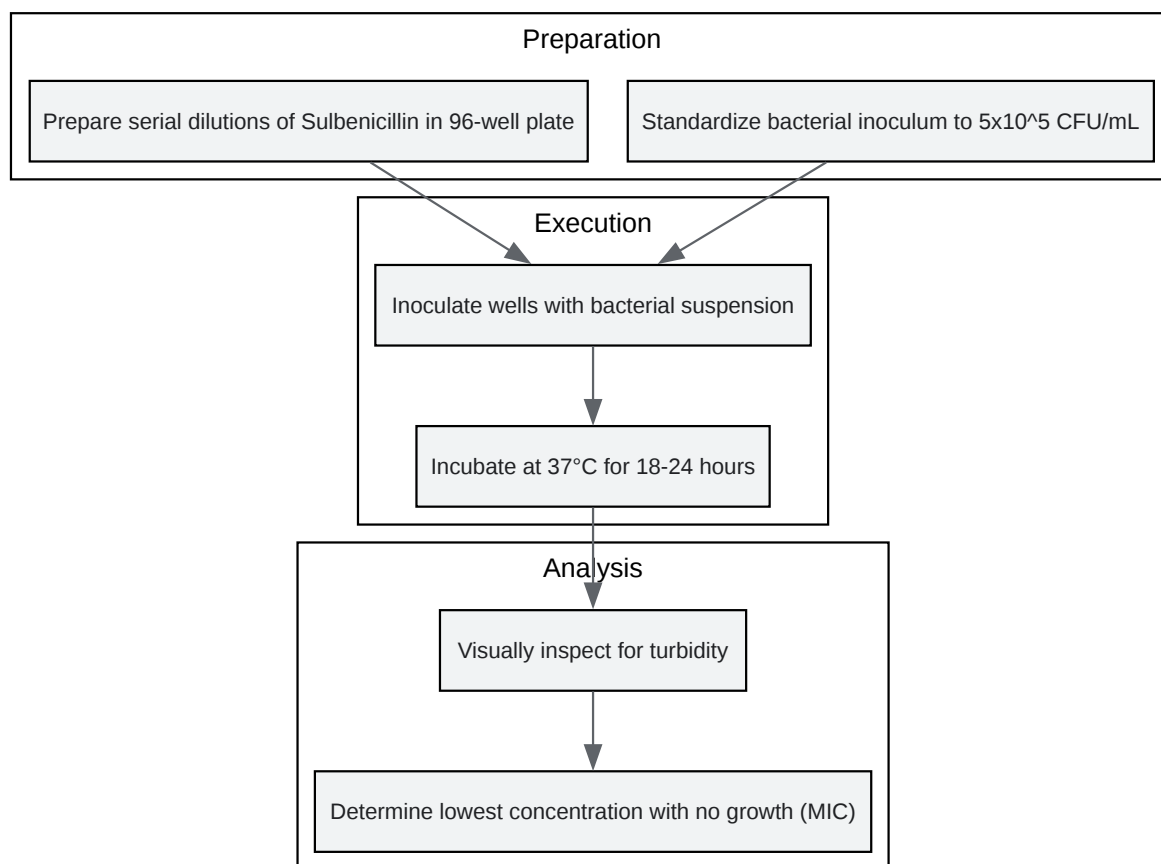 Preparation
Prepare serial dilutions of Sulbenicillin in 96-well plate
Standardize bacterial inoculum to 5x10^5 CFU/mL
Execution
Inoculate wells with bacterial suspension
Incubate at 37°C for 18-24 hours
Analysis
Visually inspect for turbidity
Determine lowest concentration with no growth (MIC)